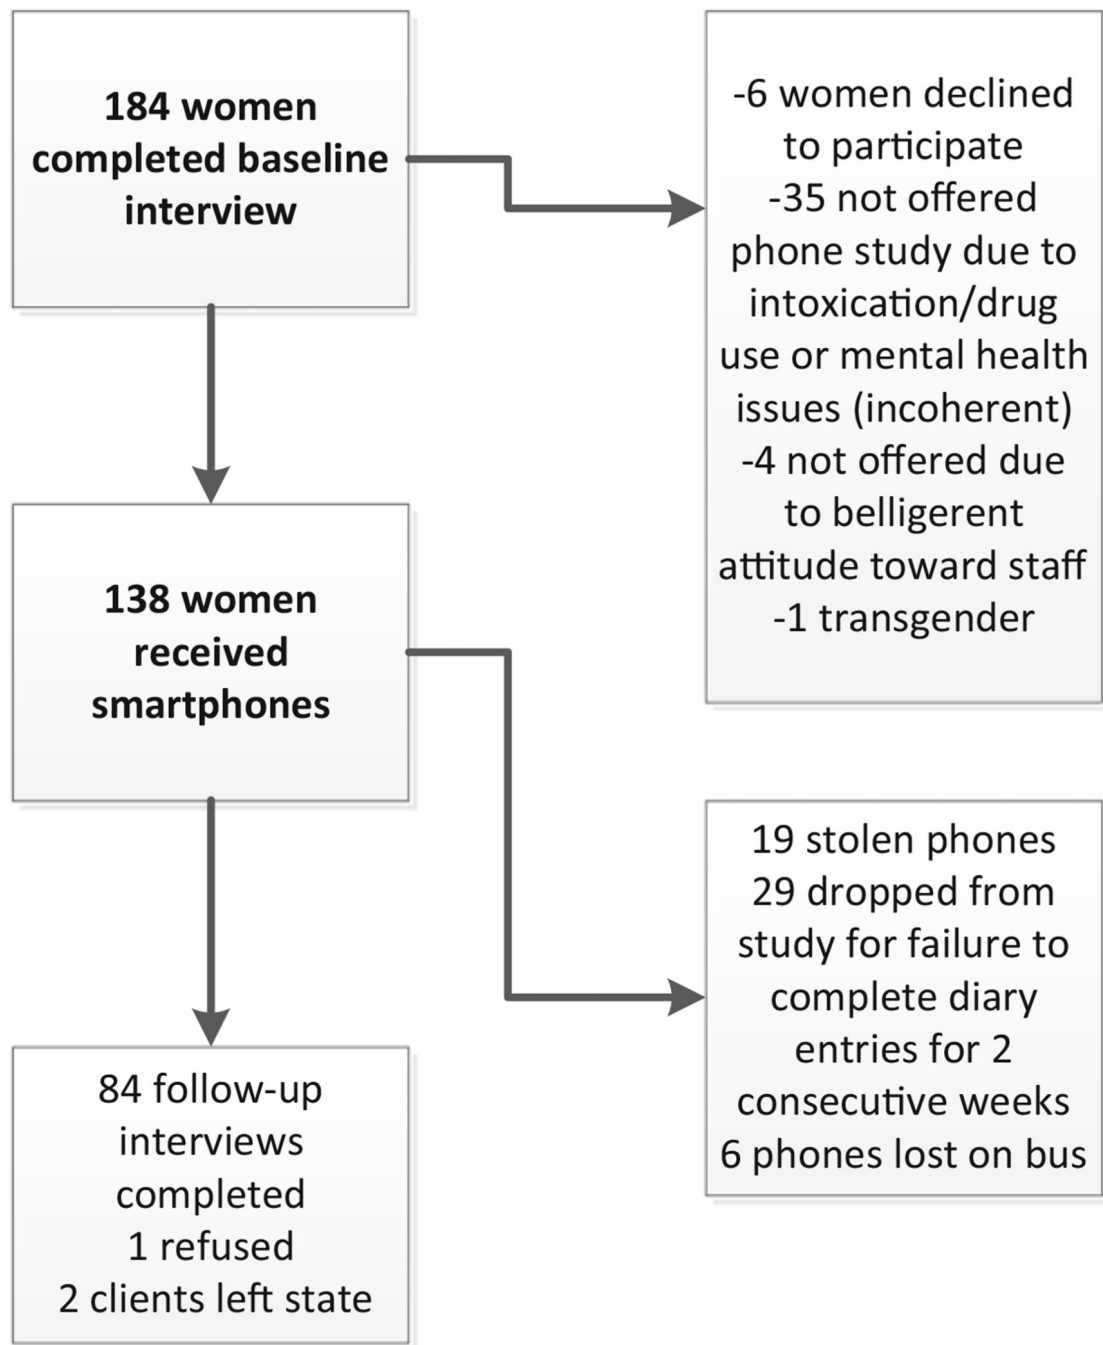 184 women
completed baseline
interview
-6 women declined
to participate
-35 not offered
phone study due to
intoxication/drug
use or mental health
issues (incoherent)
-4 not offered due
to belligerent
attitude toward staff
-1 transgender
138 women
received
smartphones
19 stolen phones
29 dropped from
study for failure to
complete diary
entries for 2
consecutive weeks
6 phones lost on bus
84 follow-up
interviews
completed
1 refused
2 clients left state